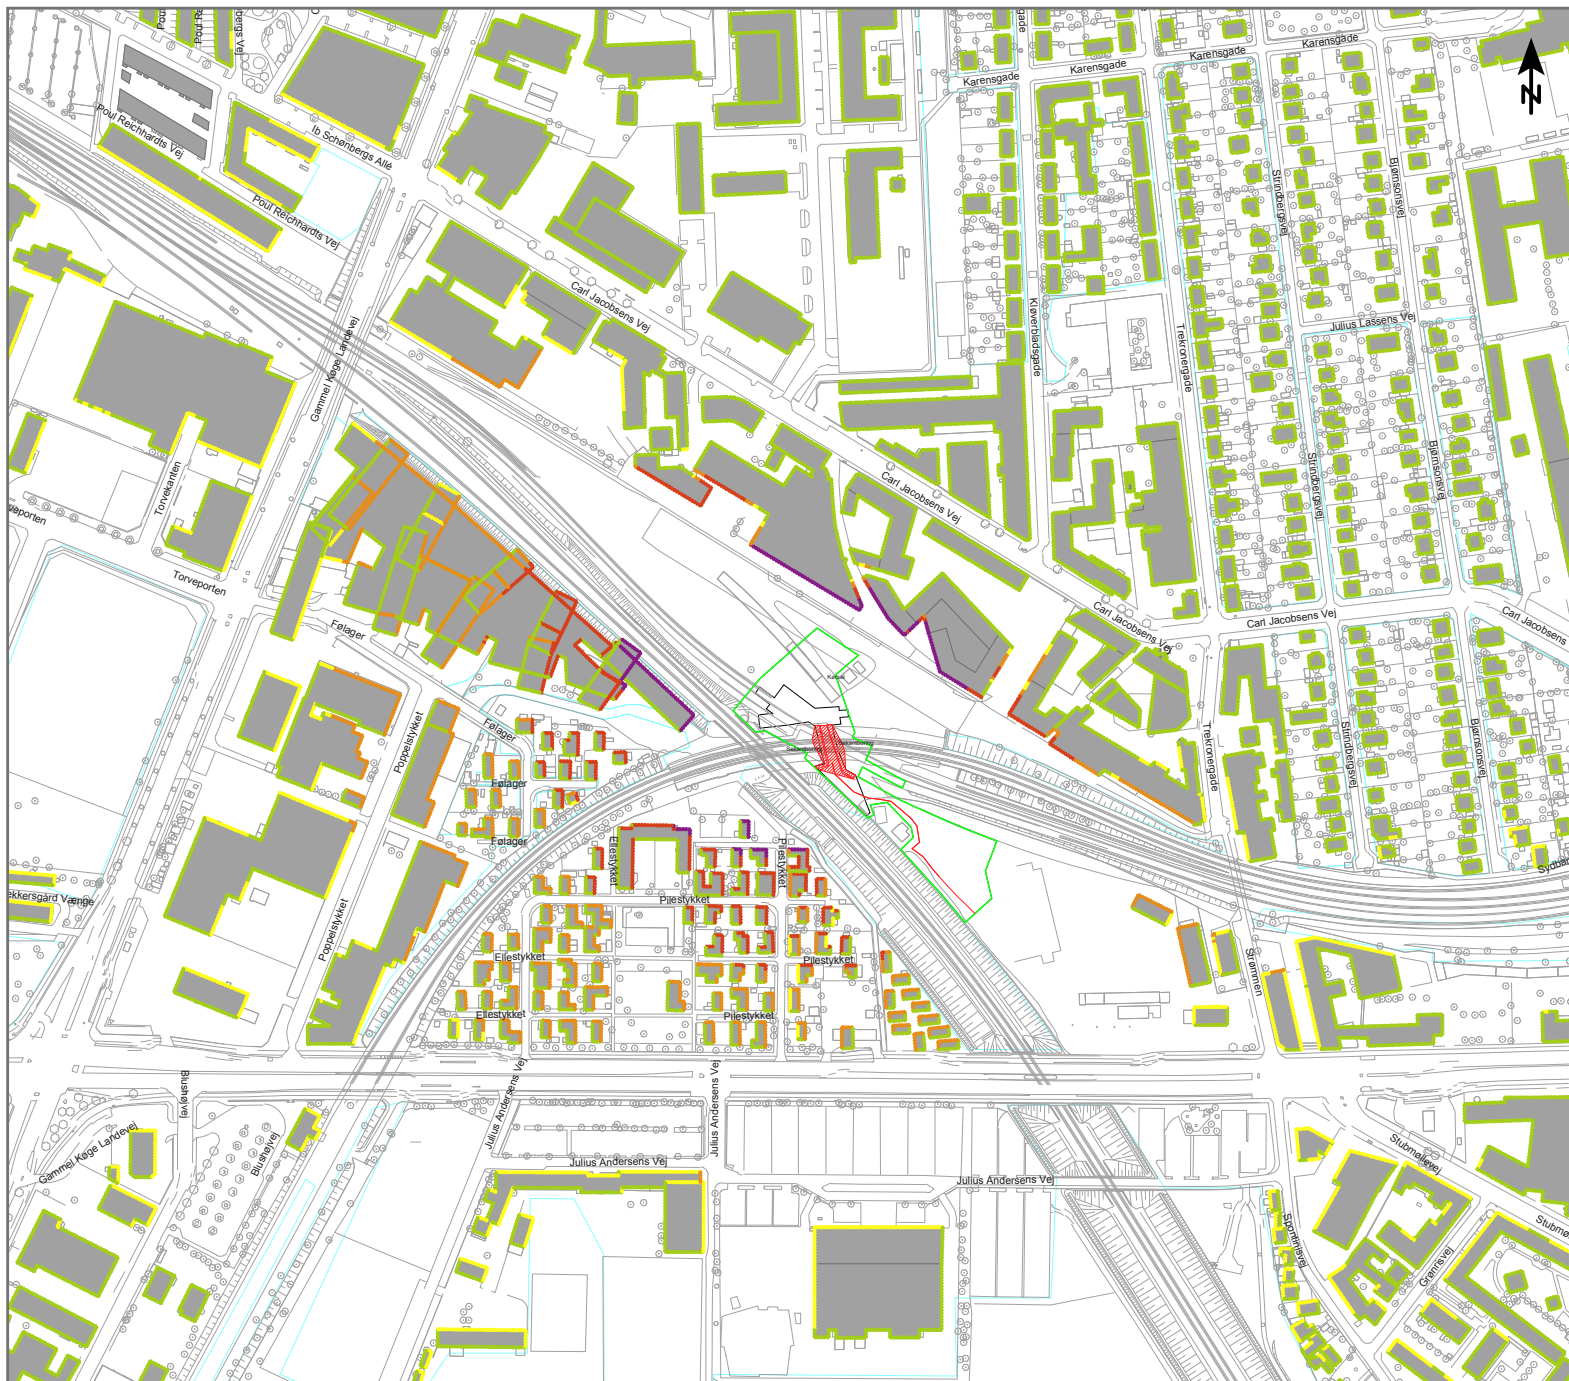 Karensgade
Karensgade
Karensgade
Karensgade
Poul Reichhardts Vej
Ib Schønbergs Allé
Poul Reichhardts Vej
Bjørnsonsvej
Strindbergsvej
Carl Jacobsens Vej
Gammel Køge Landevej
Kløverbladsgade
Trekronergade
Julius Lassens Vej
Torvekanten
Carl Jacobsens Vej
Strindbergsvej
Bjørnsonsvej
Torveporten
Følager
Carl Jacobsens Vej
Carl Jacobsens Vej
Carl Jacobsens
Poppelstykket
Følager
Følager
Følager
Trekronergade
Strindbergsvej
Bjørnsonsvej
Ellestykket
Pilestykket
Pilestykket
Poppelstykket
Ellestykket
Pilestykket
Ellestykket
Pilestykket
Strømmen
Blushøjvej
Gammel Køge Landevej
Blushøjvej
Julius Andersens Vej
Julius Andersens Vej
Julius Andersens Vej
Julius Andersens Vej
Stubmøllevej
Spontinisvej
Grønrisvej
N